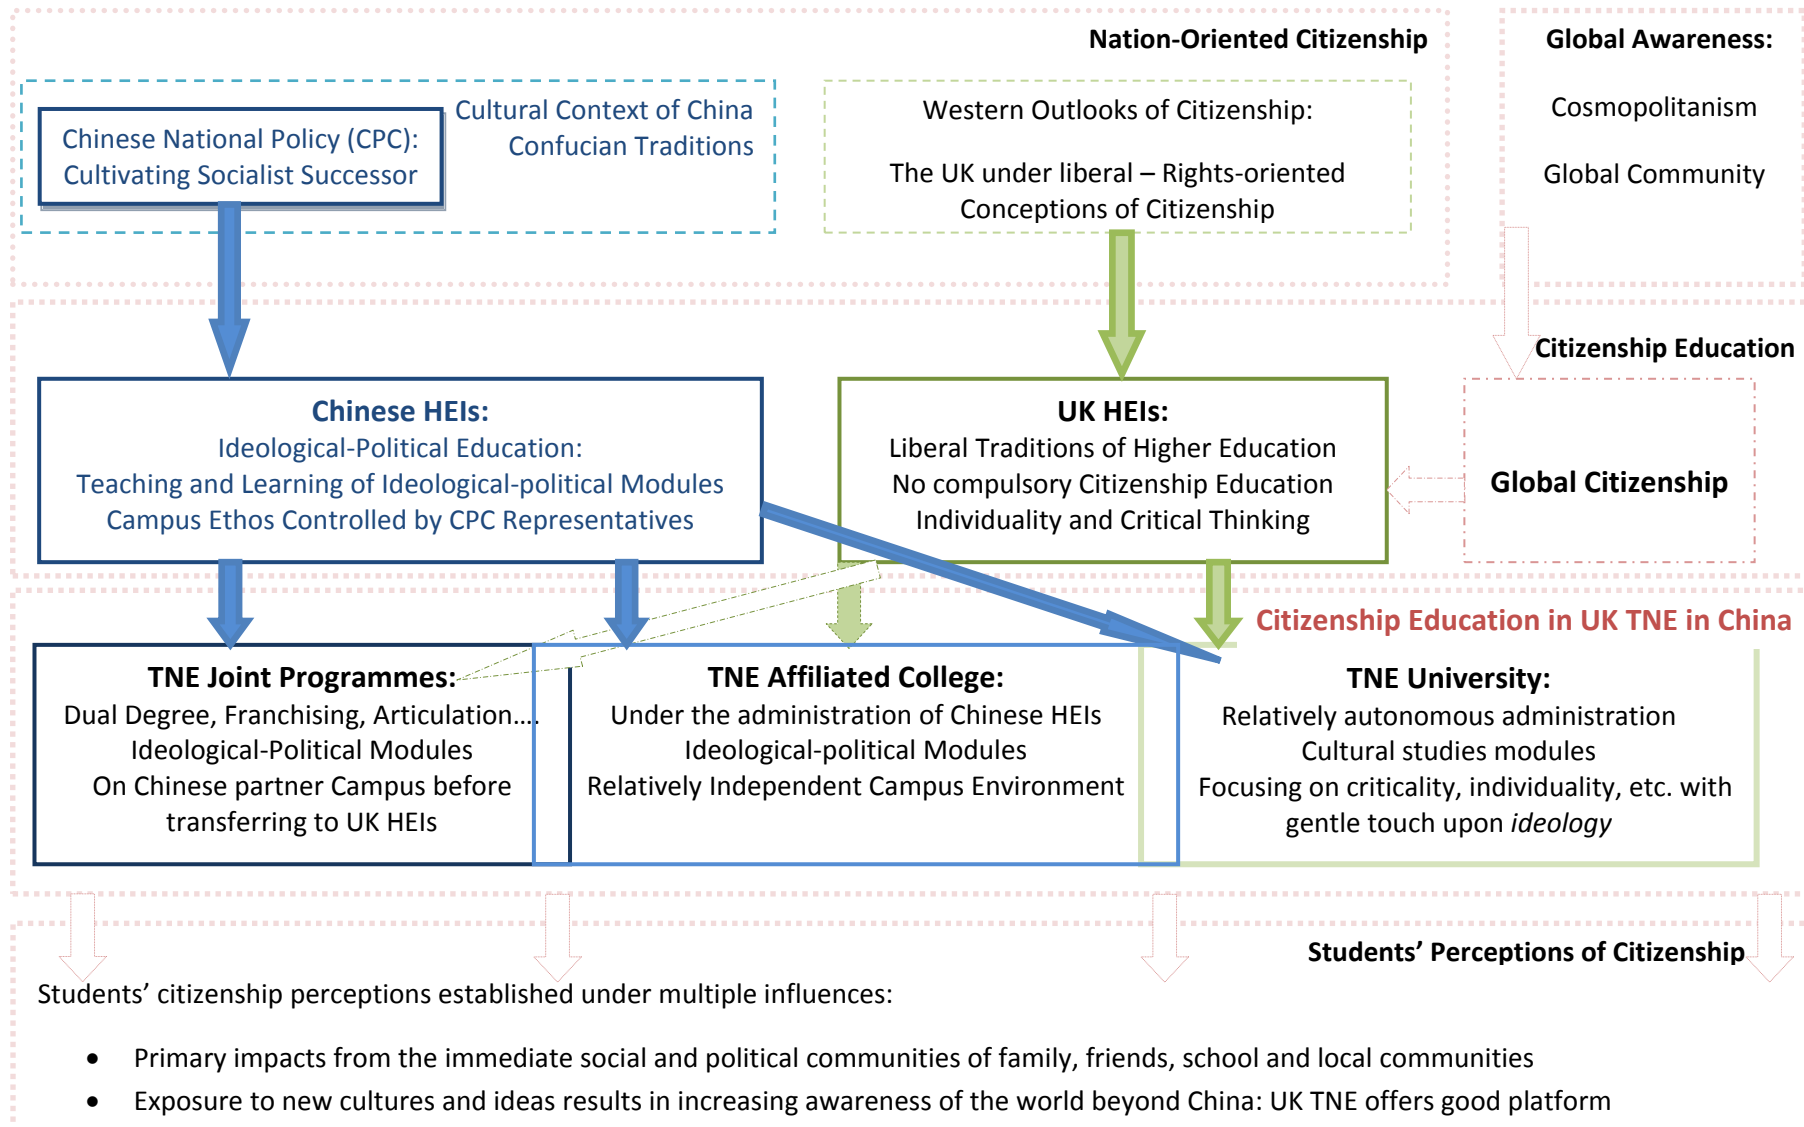 Nation-Oriented Citizenship
Global Awareness:
Cosmopolitanism
Global Community
Chinese National Policy (CPC):
Cultivating Socialist Successor
Cultural Context of China
Confucian Traditions
Western Outlooks of Citizenship:
The UK under liberal – Rights-oriented
Conceptions of Citizenship
Citizenship Education
Chinese HEIs:
Ideological-Political Education:
Teaching and Learning of Ideological-political Modules
Campus Ethos Controlled by CPC Representatives
UK HEIs:
Liberal Traditions of Higher Education
No compulsory Citizenship Education
Individuality and Critical Thinking
Global Citizenship
Citizenship Education in UK TNE in China
TNE Joint Programmes:
Dual Degree, Franchising, Articulation….
Ideological-Political Modules
On Chinese partner Campus before
transferring to UK HEIs
TNE Affiliated College:
Under the administration of Chinese HEIs
Ideological-political Modules
Relatively Independent Campus Environment
TNE University:
Relatively autonomous administration
Cultural studies modules
Focusing on criticality, individuality, etc. with
gentle touch upon ideology
Students’ Perceptions of Citizenship
Students’ citizenship perceptions established under multiple influences:
• Primary impacts from the immediate social and political communities of family, friends, school and local communities
• Exposure to new cultures and ideas results in increasing awareness of the world beyond China: UK TNE offers good platform